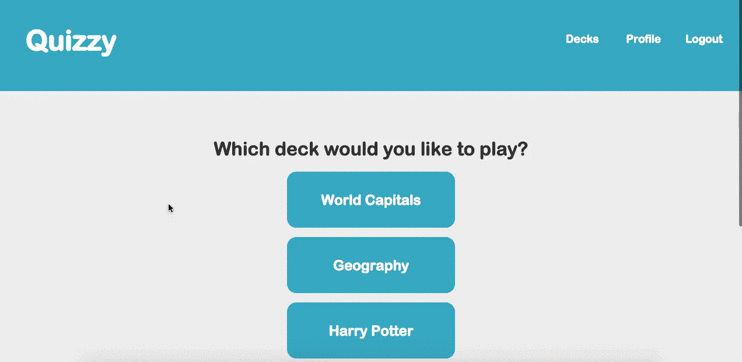 Quizzy
Decks Profile Logout
Which deck would you like to play?
World Capitals
Geography
Harry Potter